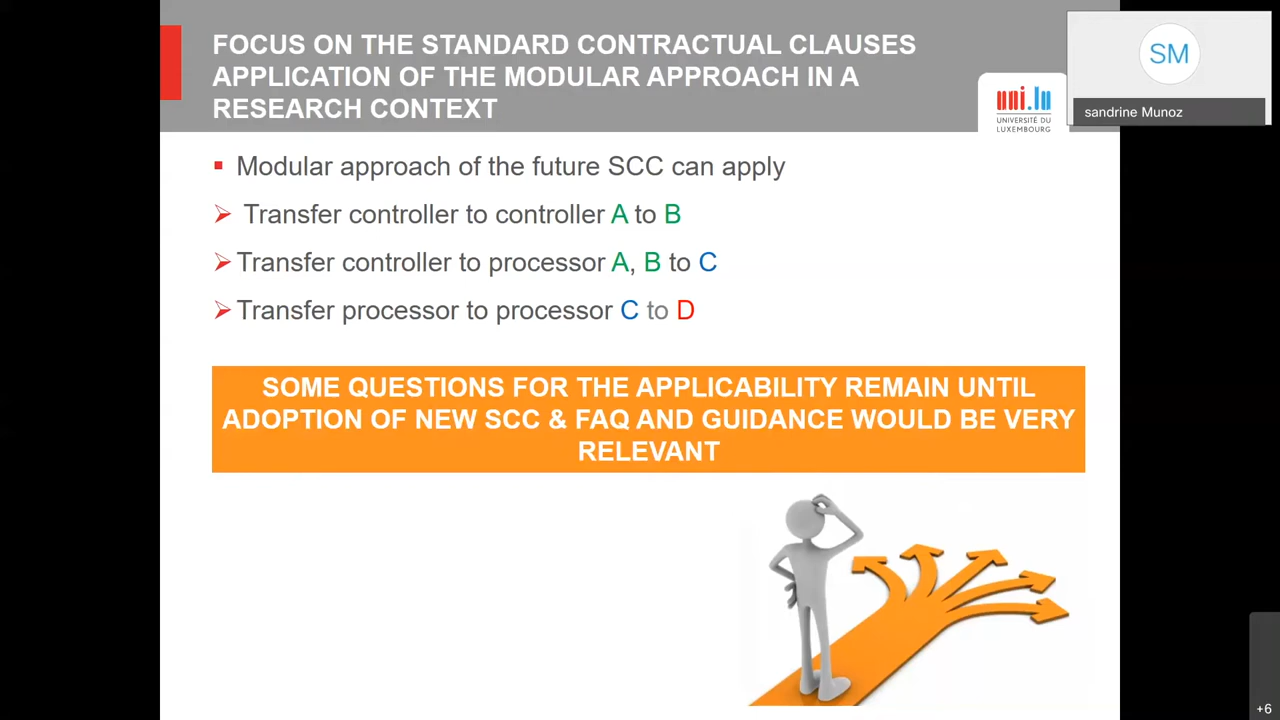 FOCUS ON THE STANDARD CONTRACTUAL CLAUSES
APPLICATION OF THE MODULAR APPROACH IN A
RESEARCH CONTEXT
uni.lu
UNIVERSITÉ DU
LUXEMBOURG
SM
sandrine Munoz
Modular approach of the future SCC can apply
Transfer controller to controller A to B
Transfer controller to processor A, B to C
Transfer processor to processor C to D
SOME QUESTIONS FOR THE APPLICABILITY REMAIN UNTIL
ADOPTION OF NEW SCC & FAQ AND GUIDANCE WOULD BE VERY
RELEVANT
+6